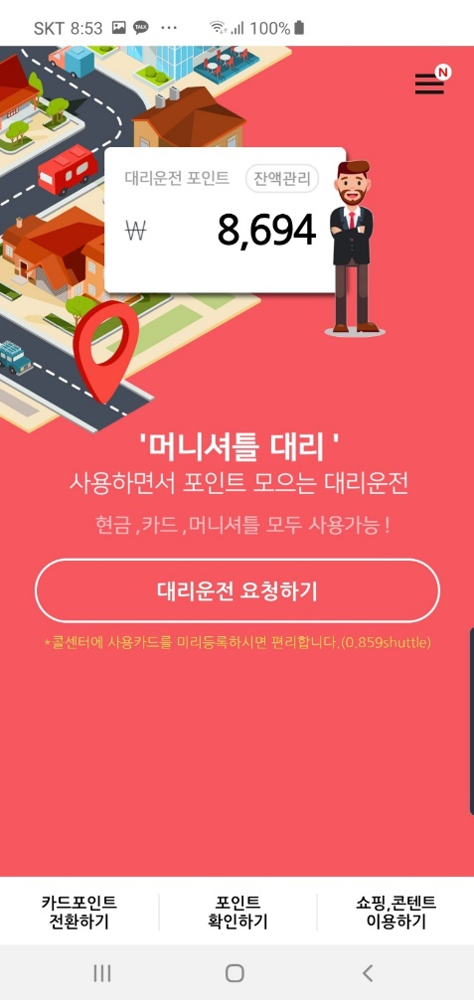 SKT 8:53 TALK ... 100%
N
대리운전 포인트 잔액관리
₩ 8,694
'머니셔틀 대리 '
사용하면서 포인트 모으는 대리운전
현금 ,카드 ,머니셔틀 모두 사용가능 !
대리운전 요청하기
*콜센터에 사용카드를 미리등록하시면 편리합니다.(0.859shuttle)
카드포인트
전환하기
포인트
확인하기
쇼핑,콘텐트
이용하기